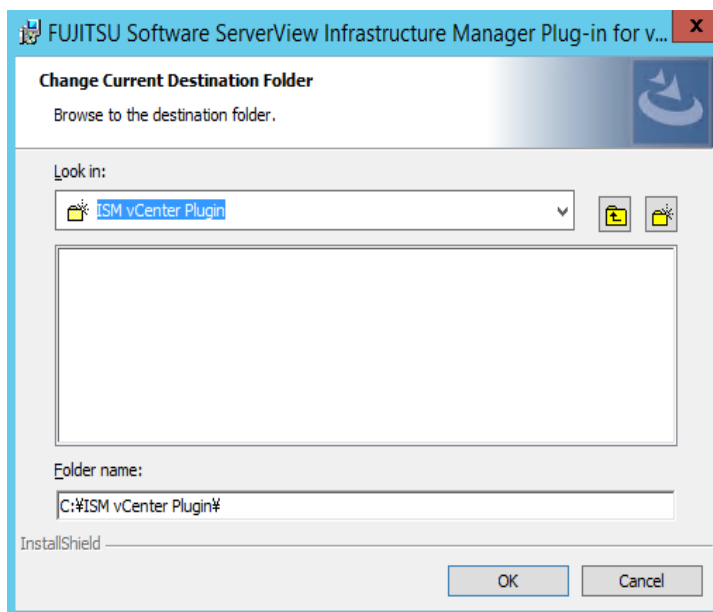 FUJITSU Software ServerView Infrastructure Manager Plug-in for v...
x
Change Current Destination Folder
Browse to the destination folder.
Look in:
ISM vCenter Plugin
Folder name:
C:¥ISM vCenter Plugin¥
InstallShield
OK Cancel